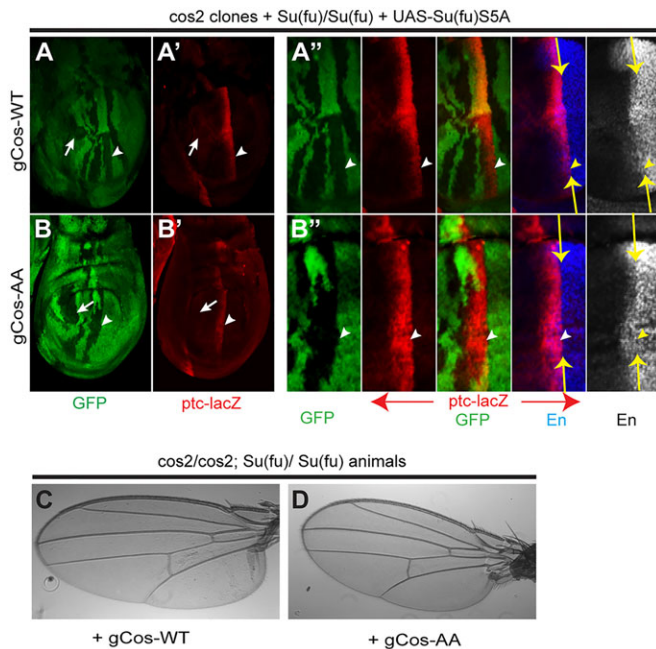 cos2 clones + Su(fu)/Su(fu) + UAS-Su(fu)S5A
A A' A"
gCos-WT
B B' B"
gCos-AA
GFP ptc-lacZ GFP ptc-lacZ GFP En En
cos2/cos2; Su(fu)/ Su(fu) animals
C D
+ gCos-WT + gCos-AA